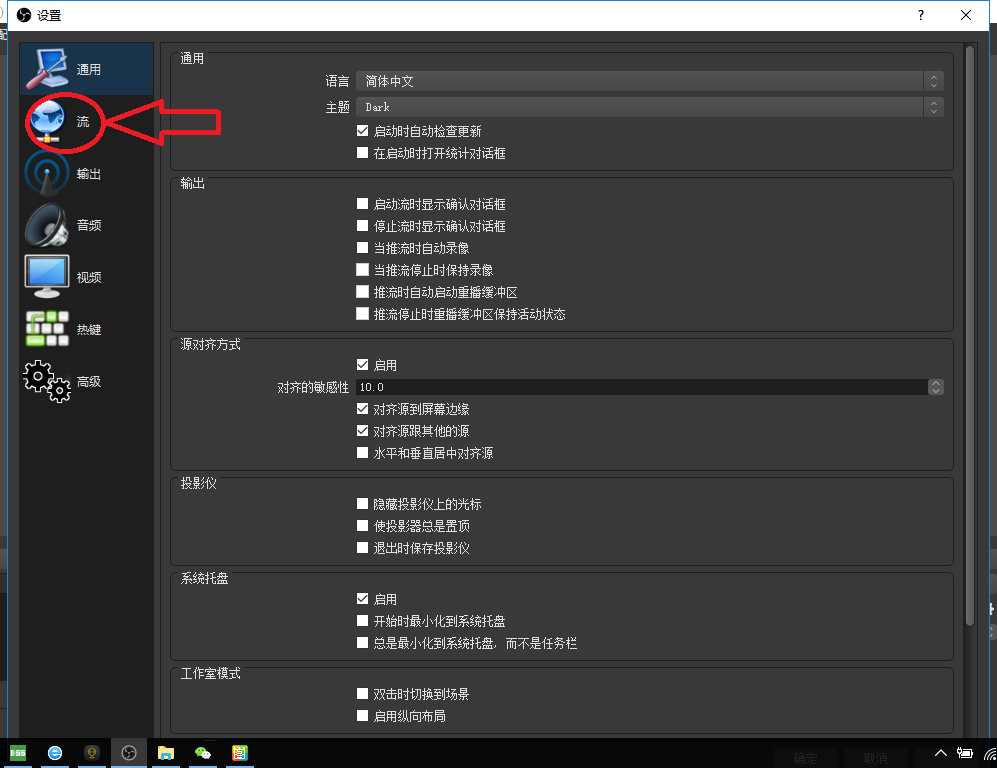 设置
?
通用
流
输出
音频
视频
热键
高级
通用
语言 简体中文
主题 Dark
启动时自动检查更新
在启动时打开统计对话框
输出
启动流时显示确认对话框
停止流时显示确认对话框
当推流时自动录像
当推流停止时保持录像
推流时自动启动重播缓冲区
推流停止时重播缓冲区保持活动状态
源对齐方式
启用
对齐的敏感性 10.0
对齐源到屏幕边缘
对齐源跟其他的源
水平和垂直居中对齐源
投影仪
隐藏投影仪上的光标
使投影器总是置顶
退出时保存投影仪
系统托盘
启用
开始时最小化到系统托盘
总是最小化到系统托盘，而不是任务栏
工作室模式
双击时切换到场景
启用纵向布局
确定 取消